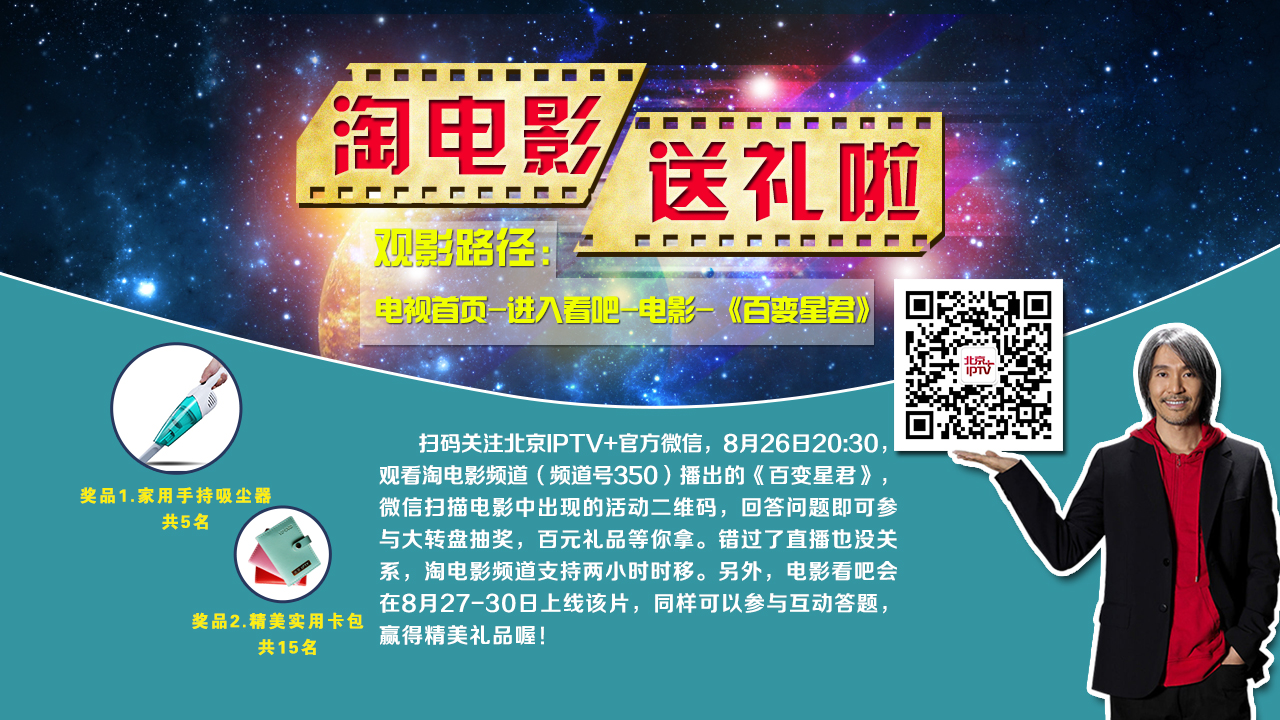 淘电影
送礼啦
观影路径：
电视首页-进入看吧-电影-《百变星君》
北京
IPTV+
扫码关注北京IPTV+官方微信，8月26日20:30，
观看淘电影频道（频道号350）播出的《百变星君》，
微信扫描电影中出现的活动二维码，回答问题即可参
与大转盘抽奖，百元礼品等你拿。错过了直播也没关
系，淘电影频道支持两小时时移。另外，电影看吧会
在8月27-30日上线该片，同样可以参与互动答题，
赢得精美礼品喔！
奖品1.家用手持吸尘器
共5名
奖品2.精美实用卡包
共15名